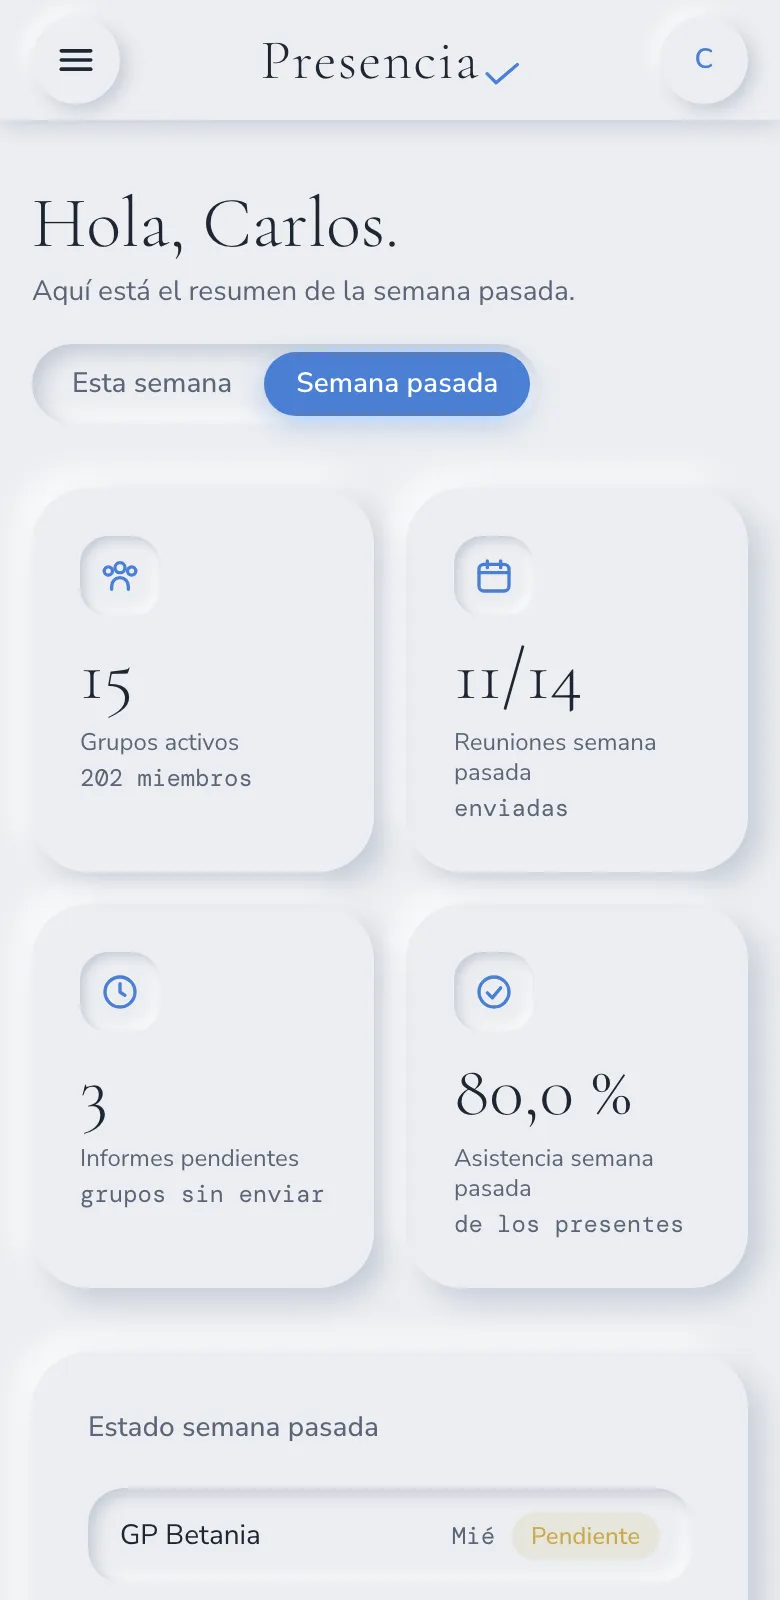 Presencia
C
Hola, Carlos.
Aquí está el resumen de la semana pasada.
Esta semana
Semana pasada
15
Grupos activos
202 miembros
11/14
Reuniones semana
pasada
enviadas
3
Informes pendientes
grupos sin enviar
80,0 %
Asistencia semana
pasada
de los presentes
Estado semana pasada
GP Betania
Mié
Pendiente